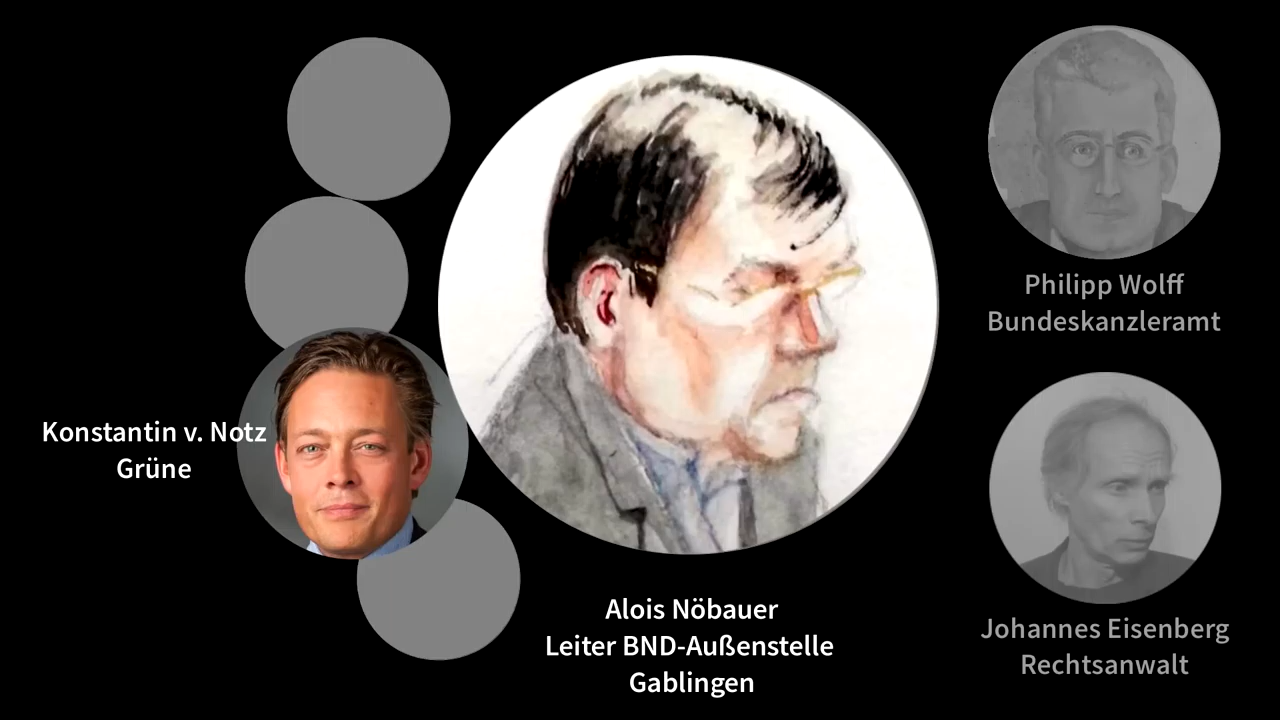 Konstantin v. Notz
Grüne
Alois Nöbauer
Leiter BND-Außenstelle
Gablingen
Philipp Wolff
Bundeskanzleramt
Johannes Eisenberg
Rechtsanwalt